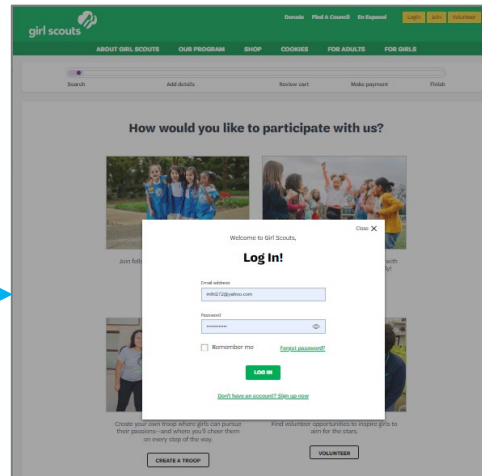 Donate Find A Council En Espanol Login Join Volunteer
girl scouts
ABOUT GIRL SCOUTS OUR PROGRAM SHOP COOKIES FOR ADULTS FOR GIRLS
Search Add details Review cart Make payment Finish
How would you like to participate with us?
Close X
Welcome to Girl Scouts,
Log In!
Join with
Email address
Password
Remember me Forgot password?
LOG IN
Don't have an account? Sign up now
Create your own troop where girls can pursue
their passions—and where you'll cheer them
on every step of the way.
CREATE A TROOP
Find volunteer opportunities to inspire girls to
aim for the stars.
VOLUNTEER